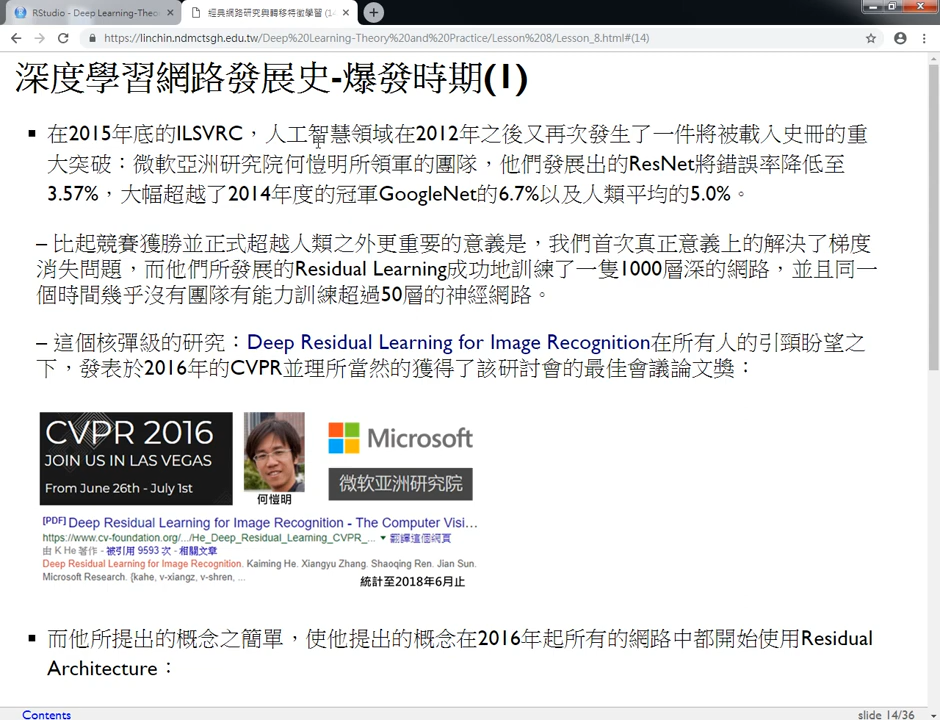 RStudio - Deep Learning-Theo
經典網路研究與轉移特徵學習 (14
https://linchin.ndmctsgh.edu.tw/Deep%20Learning-Theory%20and%20Practice/Lesson%208/Lesson_8.html#(14)
深度學習網路發展史-爆發時期(1)
在2015年底的ILSVRC，人工智慧領域在2012年之後又再次發生了一件將被載入史冊的重
大突破：微軟亞洲研究院何愷明所領軍的團隊，他們發展出的ResNet將錯誤率降低至
3.57%，大幅超越了2014年度的冠軍GoogleNet的6.7%以及人類平均的5.0%。
– 比起競賽獲勝並正式超越人類之外更重要的意義是，我們首次真正意義上的解決了梯度
消失問題，而他們所發展的Residual Learning成功地訓練了一隻1000層深的網路，並且同一
個時間幾乎沒有團隊有能力訓練超過50層的神經網路。
– 這個核彈級的研究：Deep Residual Learning for Image Recognition在所有人的引頸盼望之
下，發表於2016年的CVPR並理所當然的獲得了該研討會的最佳會議論文獎：
CVPR 2016
JOIN US IN LAS VEGAS
From June 26th - July 1st
何愷明
Microsoft
微软亚洲研究院
[PDF] Deep Residual Learning for Image Recognition - The Computer Visi...
https://www.cv-foundation.org/.../He_Deep_Residual_Learning_CVPR_... ▼ 翻譯這個網頁
由 K He 著作 - 被引用 9593 次 - 相關文章
Deep Residual Learning for Image Recognition. Kaiming He. Xiangyu Zhang. Shaoqing Ren. Jian Sun.
Microsoft Research. {kahe, v-xiangz, v-shren, ...
統計至2018年6月止
而他所提出的概念之簡單，使他提出的概念在2016年起所有的網路中都開始使用Residual
Architecture：
Contents
slide 14/36